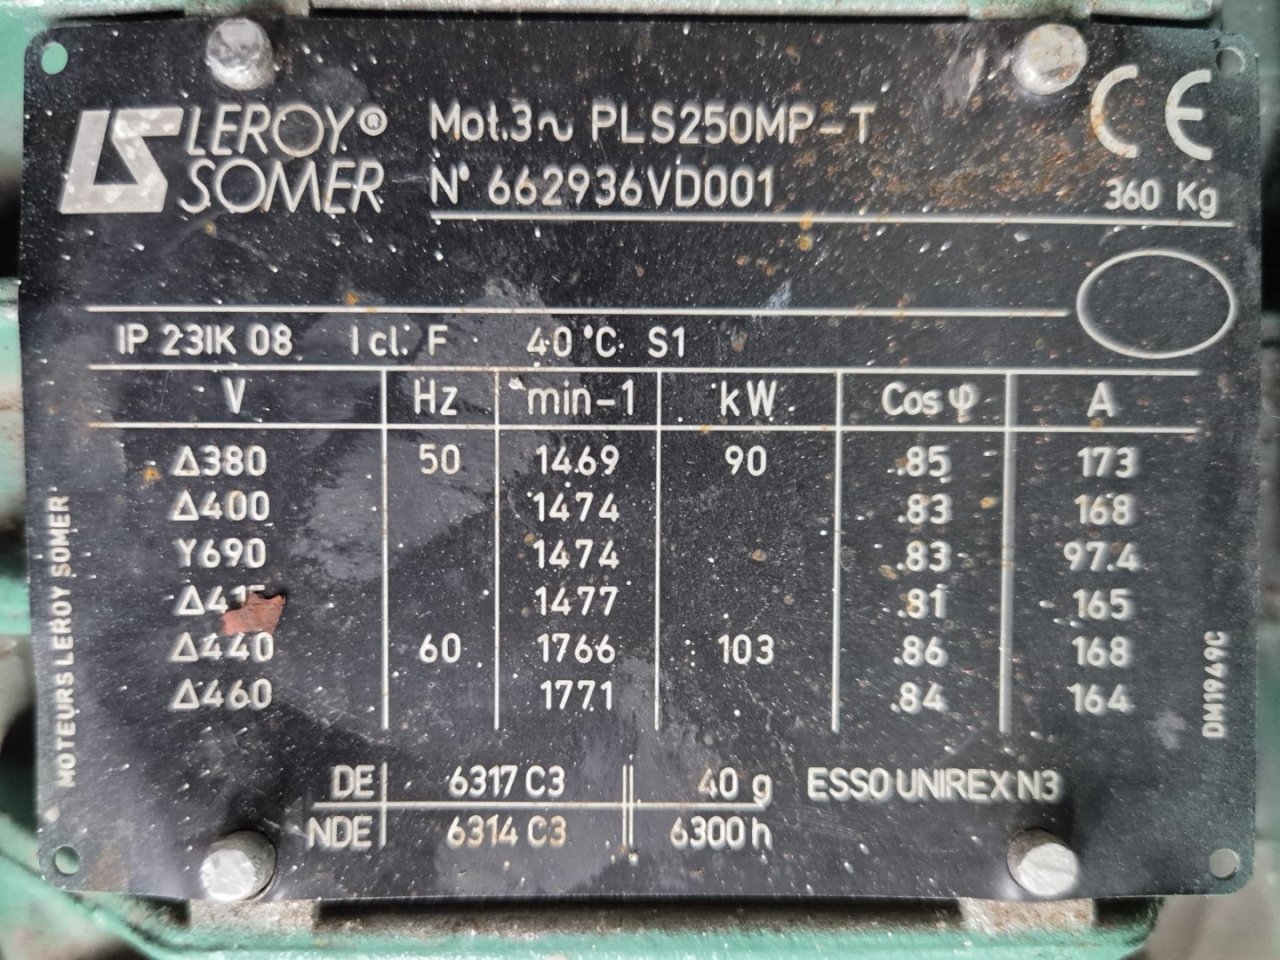 LEROY® Mot.3~ PLS250MP-T CE
SOMER N° 662936VD001 360 Kg
IP 23IK 08 I cl. F 40°C S1
V Hz min-1 kW Cos φ A
Δ380 50 1469 90 .85 173
Δ400 1474 .83 168
Y690 1474 .83 97.4
Δ415 1477 .81 165
Δ440 60 1766 103 .86 168
Δ460 1771 .84 164
DE 6317 C3 40 g ESSO UNIREX N3
NDE 6314 C3 6300 h
MOTEURS LEROY SOMER
DM1949C